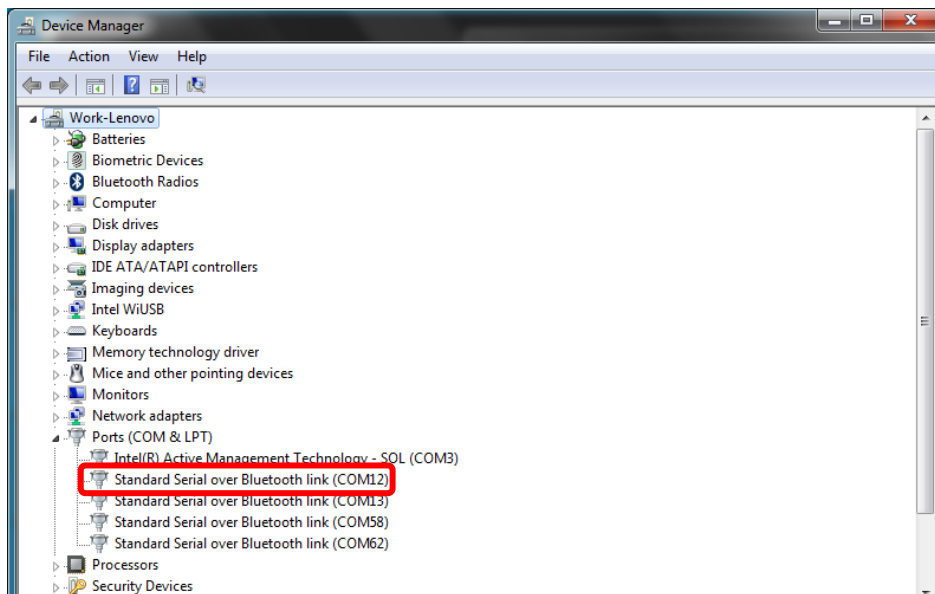 Device Manager
File Action View Help
Work-Lenovo
Batteries
Biometric Devices
Bluetooth Radios
Computer
Disk drives
Display adapters
IDE ATA/ATAPI controllers
Imaging devices
Intel WiUSB
Keyboards
Memory technology driver
Mice and other pointing devices
Monitors
Network adapters
Ports (COM & LPT)
Intel(R) Active Management Technology - SOL (COM3)
Standard Serial over Bluetooth link (COM12)
Standard Serial over Bluetooth link (COM13)
Standard Serial over Bluetooth link (COM58)
Standard Serial over Bluetooth link (COM62)
Processors
Security Devices